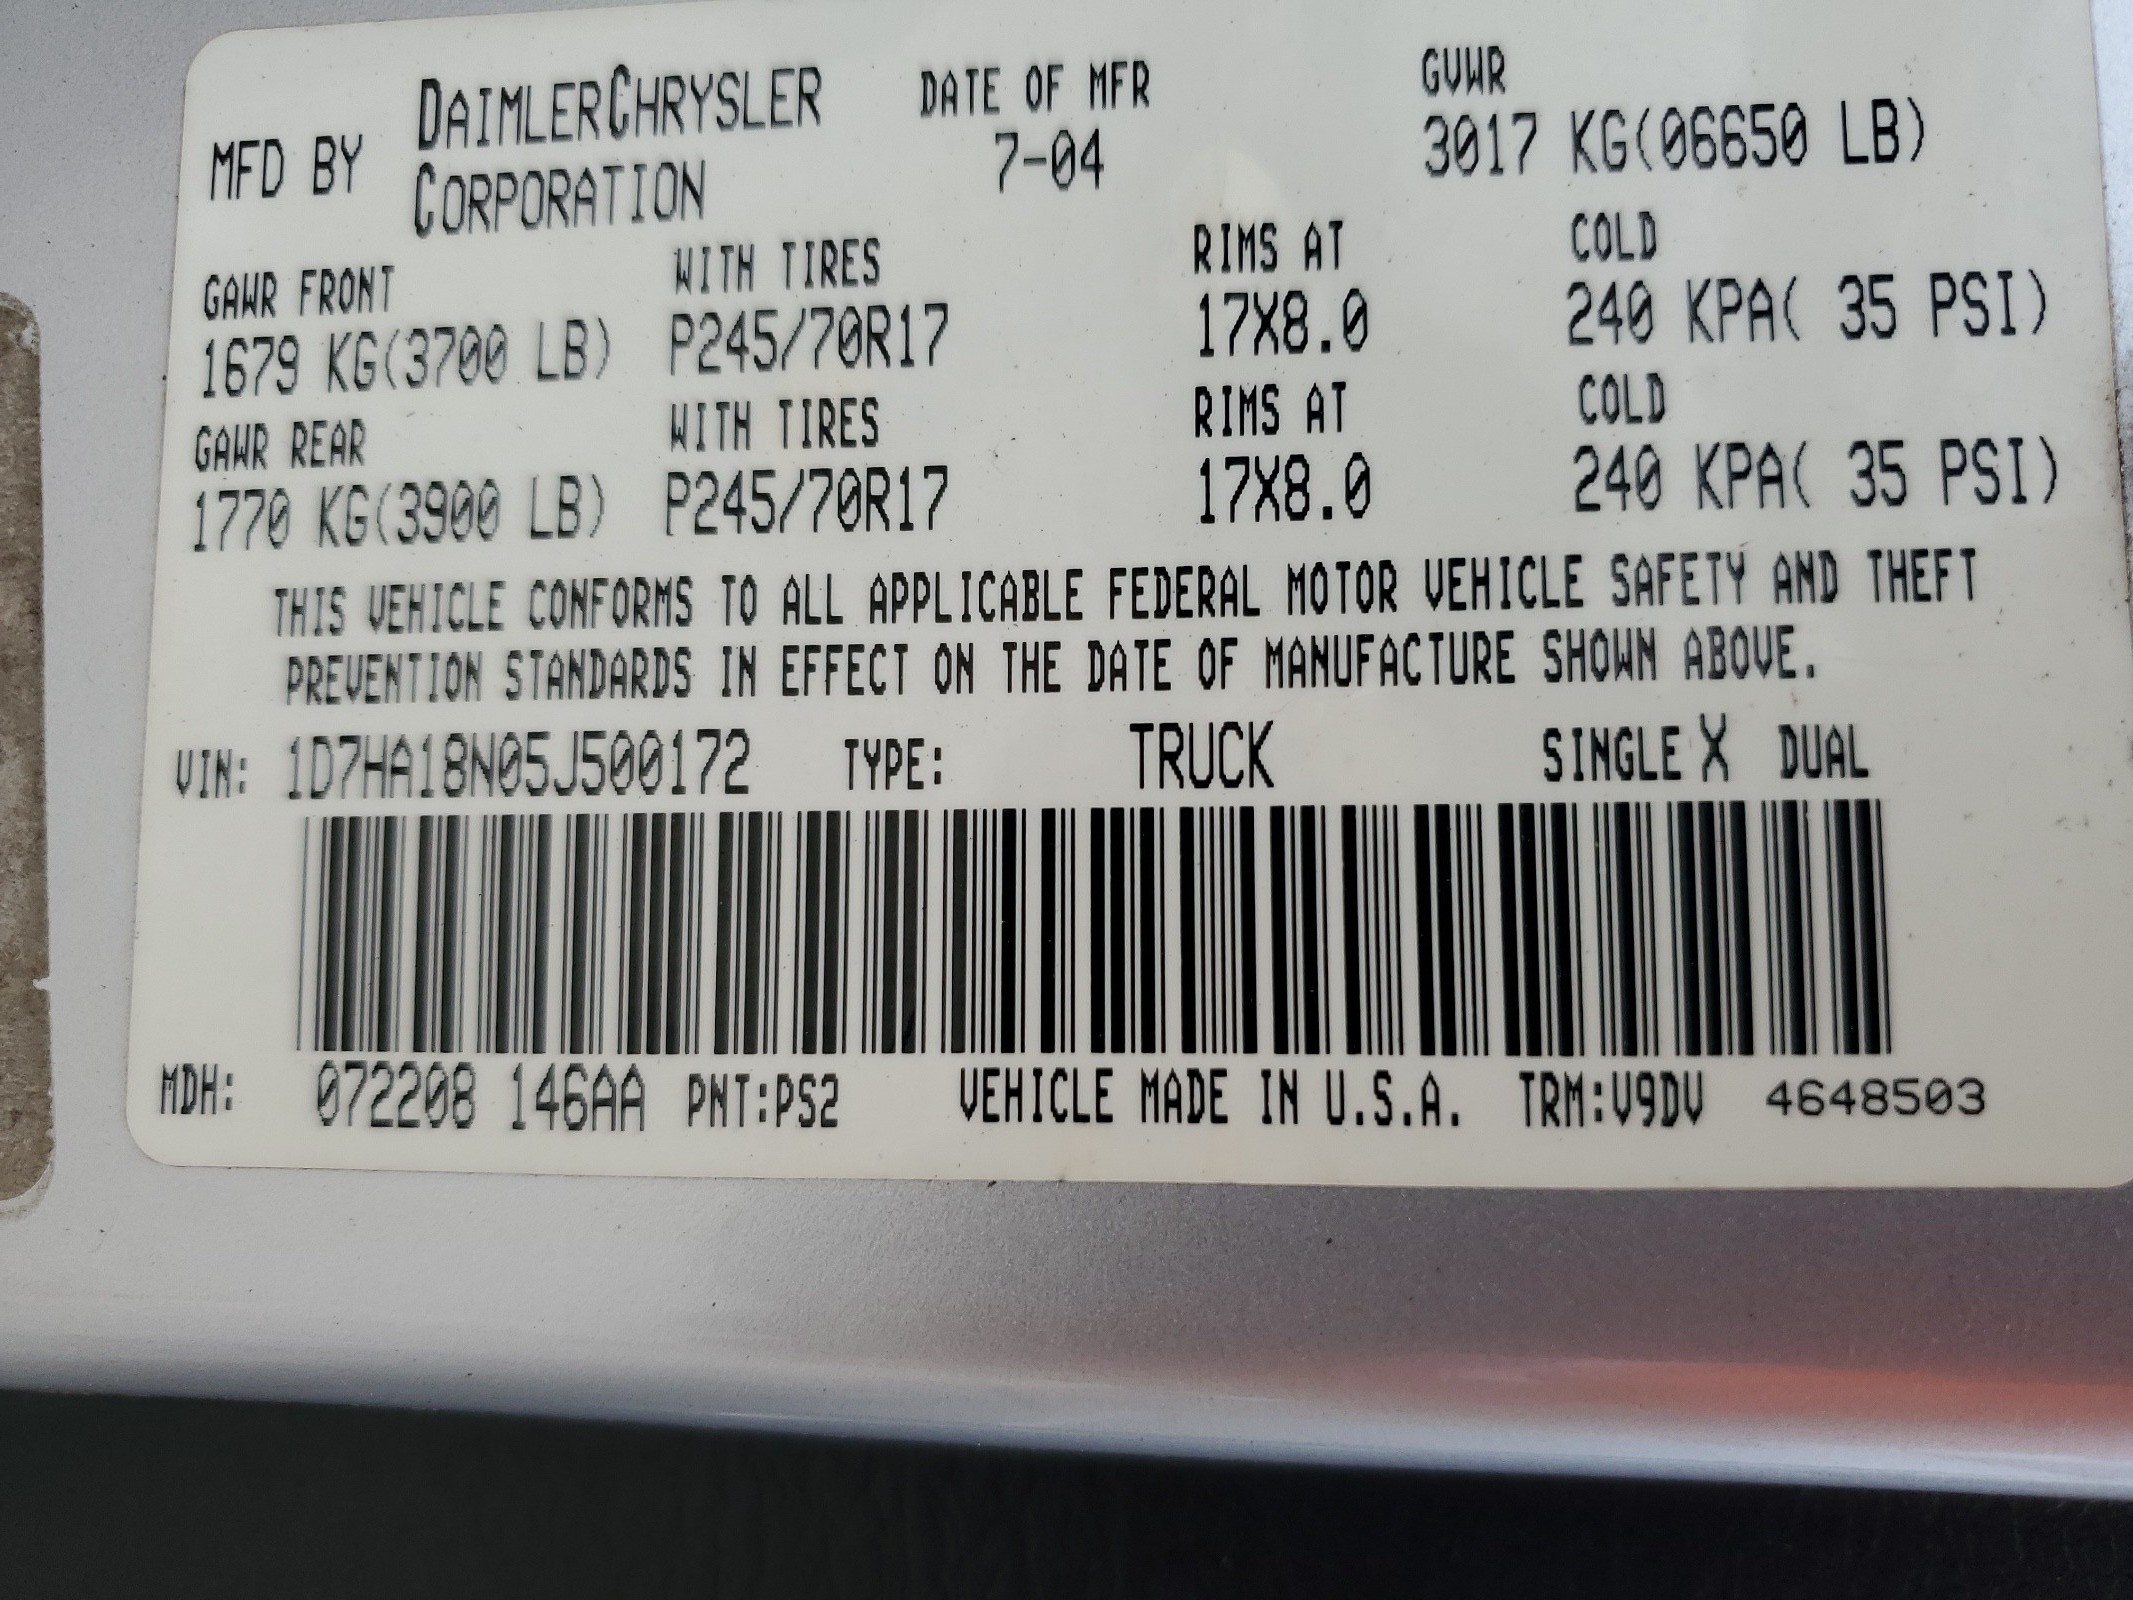 MFD BY DAIMLERCHRYSLER CORPORATION DATE OF MFR 7-04 GVWR 3017 KG(06650 LB)
GAWR FRONT WITH TIRES RIMS AT COLD
1679 KG(3700 LB) P245/70R17 17X8.0 240 KPA( 35 PSI)
GAWR REAR WITH TIRES RIMS AT COLD
1770 KG(3900 LB) P245/70R17 17X8.0 240 KPA( 35 PSI)
THIS VEHICLE CONFORMS TO ALL APPLICABLE FEDERAL MOTOR VEHICLE SAFETY AND THEFT
PREVENTION STANDARDS IN EFFECT ON THE DATE OF MANUFACTURE SHOWN ABOVE.
VIN: 1D7HA18N05J500172 TYPE: TRUCK SINGLE X DUAL
MDH: 072208 146AA PNT:PS2 VEHICLE MADE IN U.S.A. TRM:V9DV 4648503